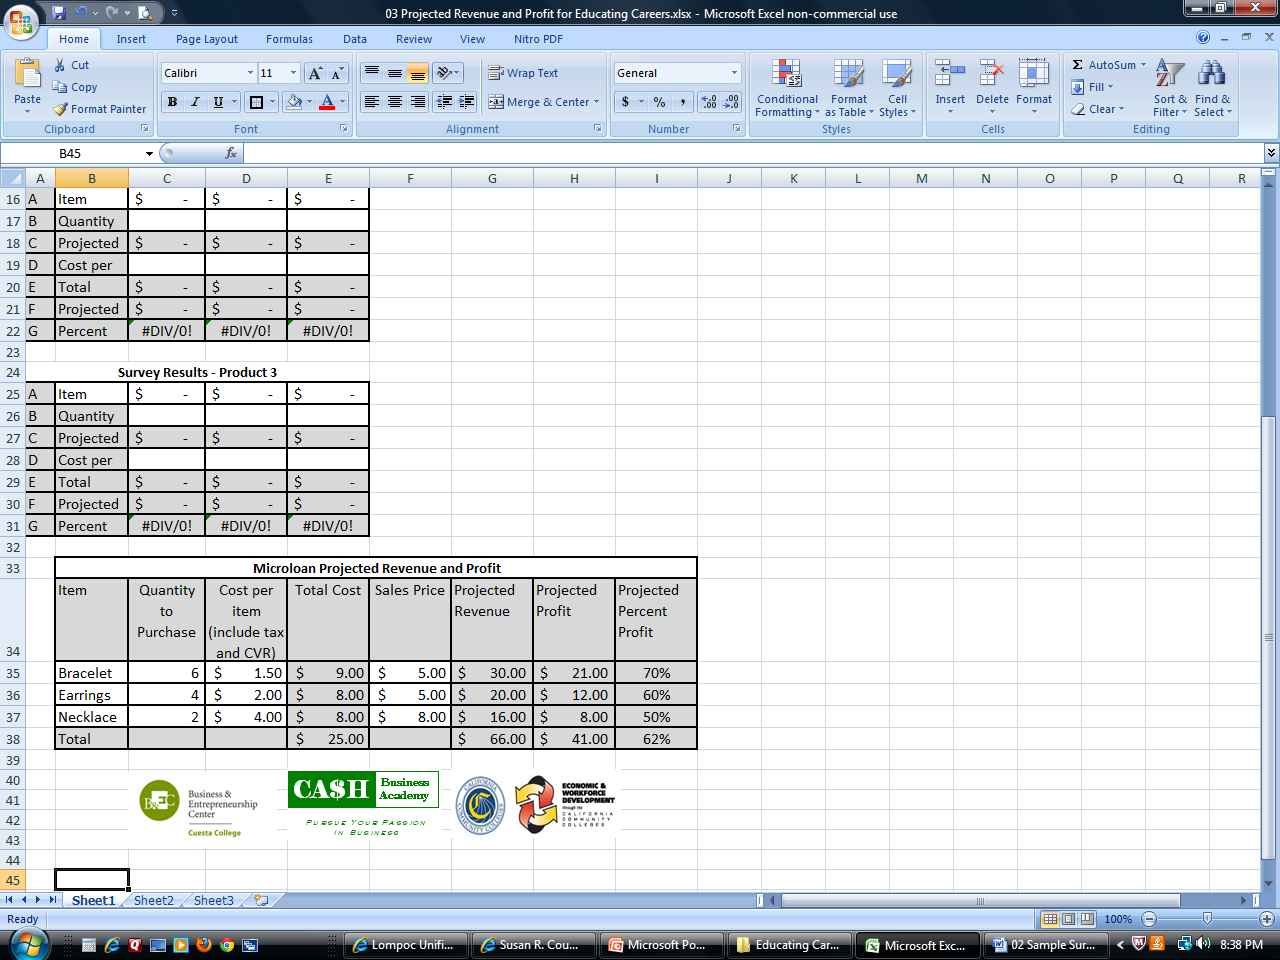 03 Projected Revenue and Profit for Educating Careers.xlsx - Microsoft Excel non-commercial use
Home Insert Page Layout Formulas Data Review View Nitro PDF
Paste Cut Copy Format Painter Clipboard
Calibri 11 A A B I U A Font
Wrap Text Merge & Center Alignment
General $ % , .00 .00 Number
Conditional Formatting Format as Table Cell Styles Styles
Insert Delete Format Cells
Σ AutoSum Fill Clear Sort & Filter Find & Select Editing
B45 fx
A B C D E F G H I J K L M N O P Q R
16 A Item $ - $ - $ -
17 B Quantity
18 C Projected $ - $ - $ -
19 D Cost per
20 E Total $ - $ - $ -
21 F Projected $ - $ - $ -
22 G Percent #DIV/0! #DIV/0! #DIV/0!
23
24 Survey Results - Product 3
25 A Item $ - $ - $ -
26 B Quantity
27 C Projected $ - $ - $ -
28 D Cost per
29 E Total $ - $ - $ -
30 F Projected $ - $ - $ -
31 G Percent #DIV/0! #DIV/0! #DIV/0!
32
33 Microloan Projected Revenue and Profit
34 Item Quantity to Purchase Cost per item (include tax and CVR) Total Cost Sales Price Projected Revenue Projected Profit Projected Percent Profit
35 Bracelet 6 $ 1.50 $ 9.00 $ 5.00 $ 30.00 $ 21.00 70%
36 Earrings 4 $ 2.00 $ 8.00 $ 5.00 $ 20.00 $ 12.00 60%
37 Necklace 2 $ 4.00 $ 8.00 $ 8.00 $ 16.00 $ 8.00 50%
38 Total $ 25.00 $ 66.00 $ 41.00 62%
39
40
41
42
43
44
45
B&EC Business & Entrepreneurship Center Cuesta College
CA$H Business Academy
PURSUE YOUR PASSION IN BUSINESS
ECONOMIC & WORKFORCE DEVELOPMENT through the CALIFORNIA COMMUNITY COLLEGES
Sheet1 Sheet2 Sheet3
Ready 100%
Lompoc Unifi... Susan R. Cou... Microsoft Po... Educating Car... Microsoft Exc... 02 Sample Sur... 8:38 PM